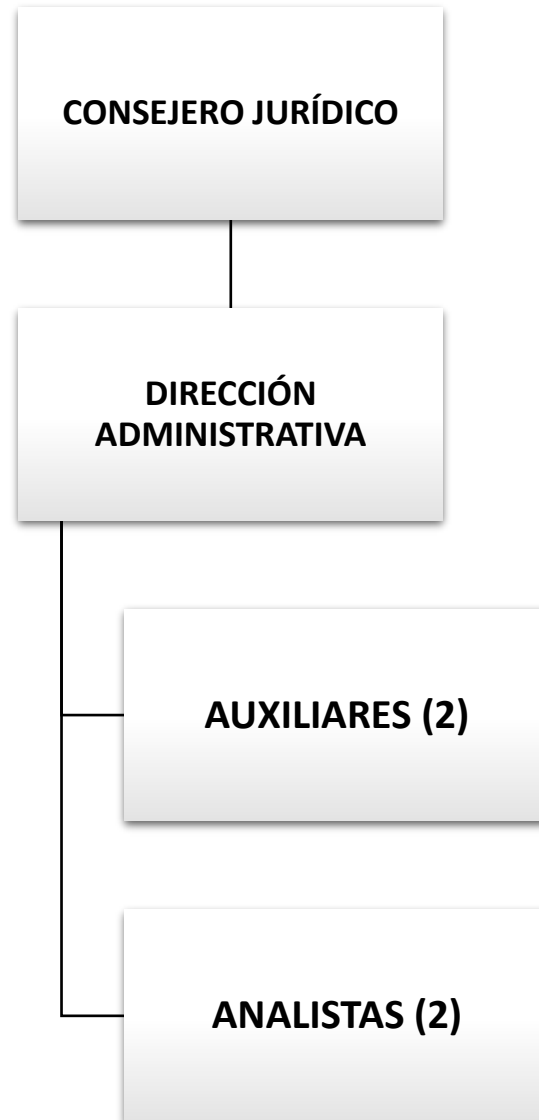 CONSEJERO JURÍDICO
DIRECCIÓN
ADMINISTRATIVA
AUXILIARES (2)
ANALISTAS (2)